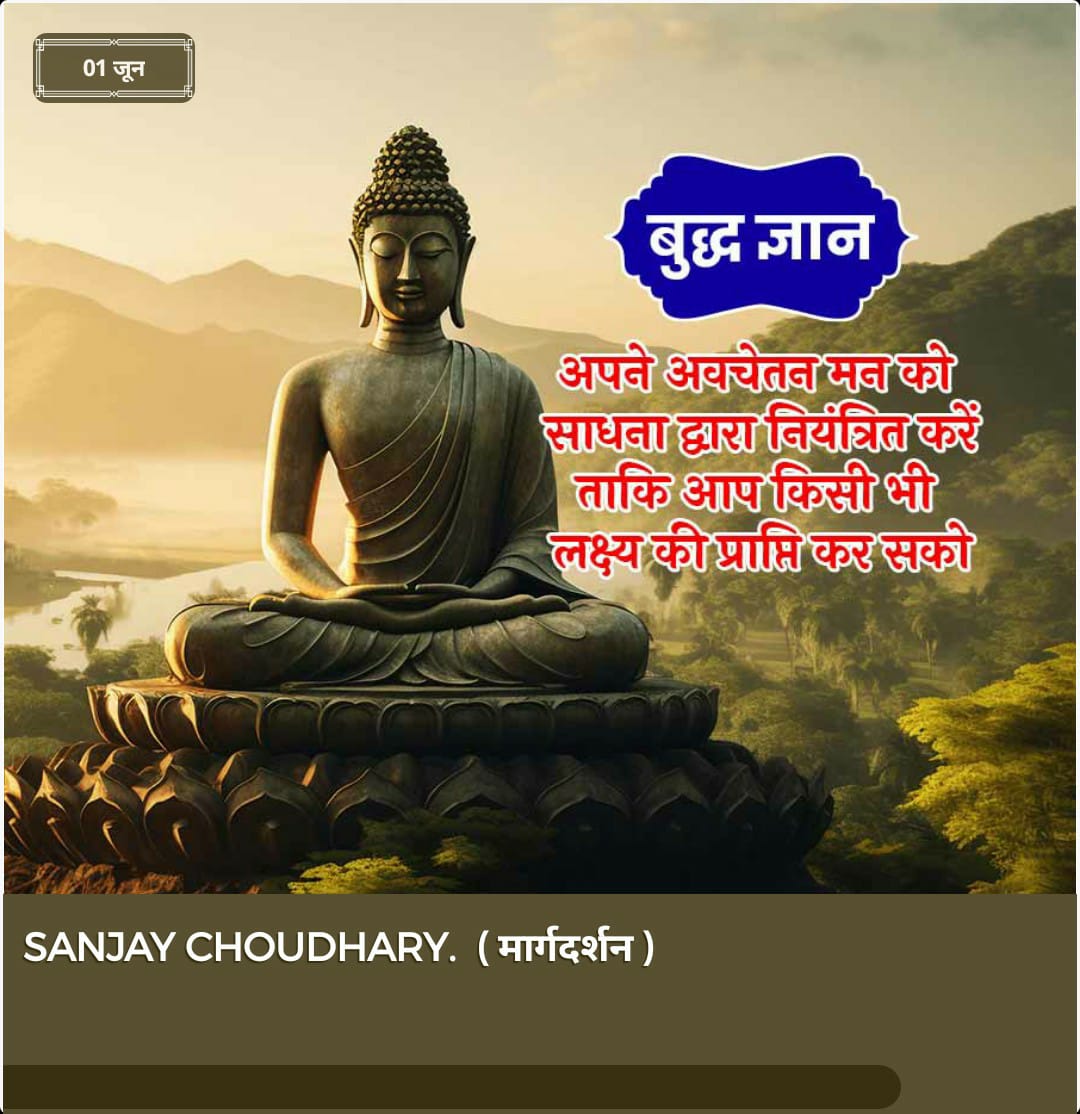 01 जून
बुद्ध ज्ञान
अपने अवचेतन मन को
साधना द्वारा नियंत्रित करें
ताकि आप किसी भी
लक्ष्य की प्राप्ति कर सको
SANJAY CHOUDHARY. ( मार्गदर्शन )